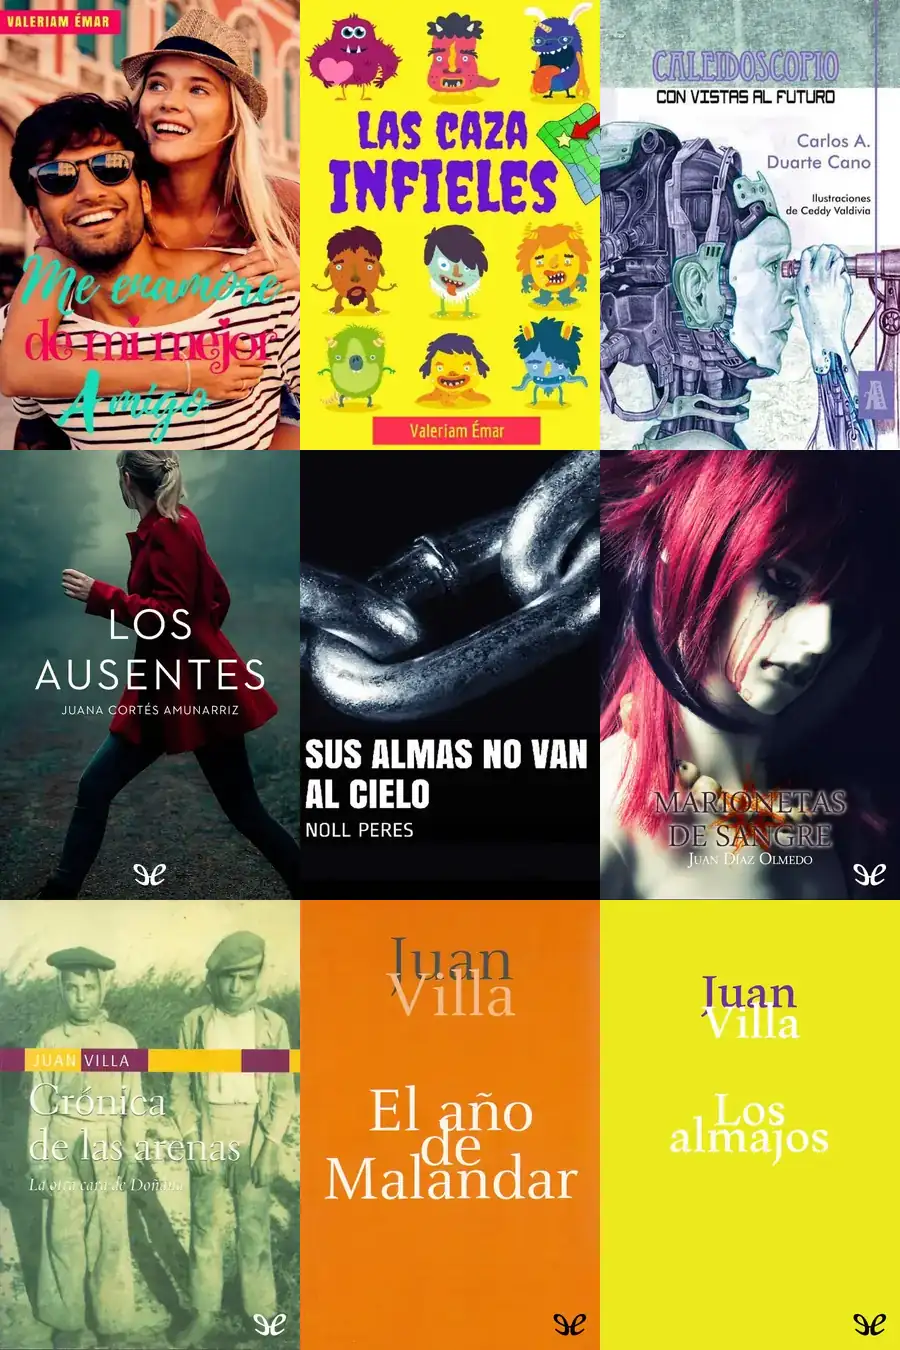 VALERIAM ÉMAR
Me enamore
de mi mejor
Amigo
LAS CAZA
INFIELES
Valeriam Émar
CALEIDOSCOPIO
CON VISTAS AL FUTURO
Carlos A.
Duarte Cano
Ilustraciones
de Ceddy Valdivia
LOS
AUSENTES
JUANA CORTÉS AMUNARRIZ
SUS ALMAS NO VAN
AL CIELO
NOLL PERES
MARIONETAS
DE SANGRE
JUAN DÍAZ OLMEDO
JUAN VILLA
Crónica
de las arenas
La otra cara de Doñana
Juan
Villa
El año
de
Malandar
Juan
Villa
Los
almajos